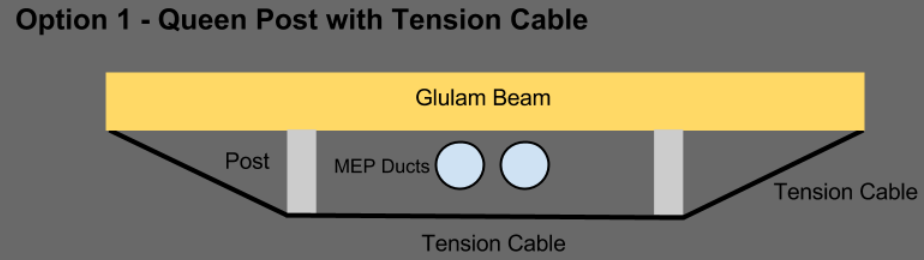 Option 1 - Queen Post with Tension Cable
Glulam Beam
Post
MEP Ducts
Tension Cable
Tension Cable